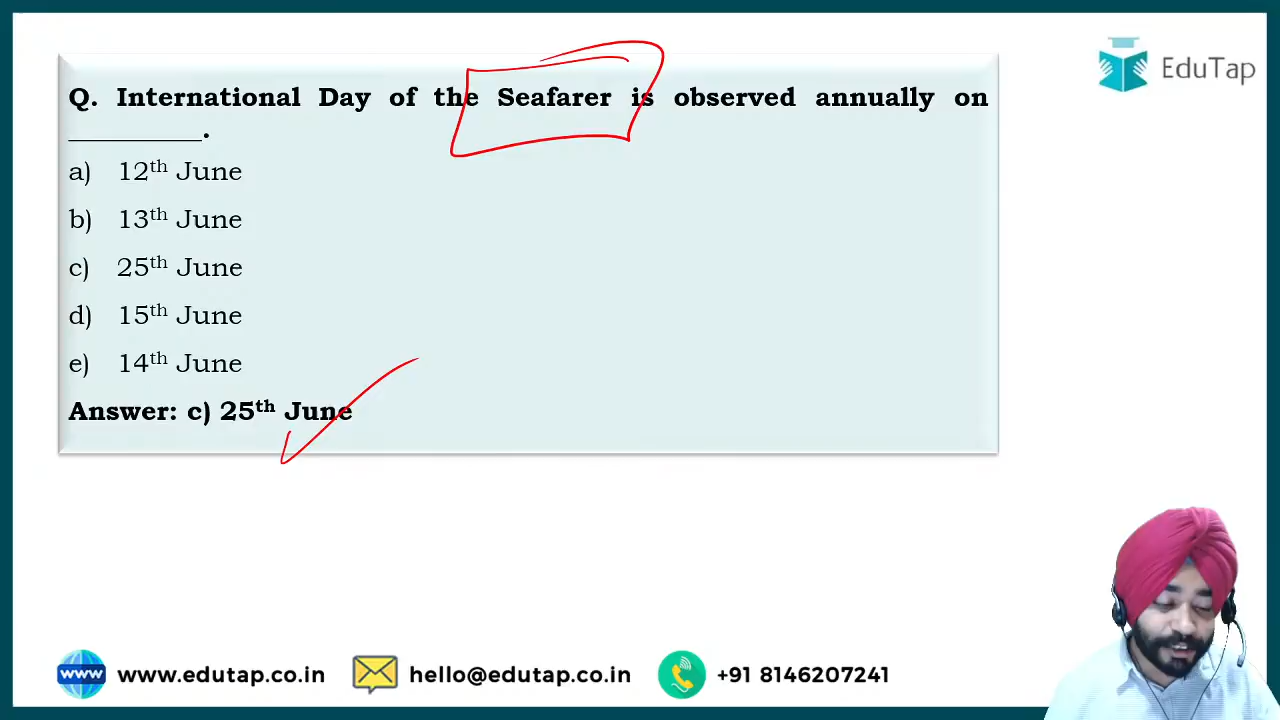 EduTap
Q. International Day of the Seafarer is observed annually on
__________.
a) 12th June
b) 13th June
c) 25th June
d) 15th June
e) 14th June
Answer: c) 25th June
www www.edutap.co.in hello@edutap.co.in +91 8146207241